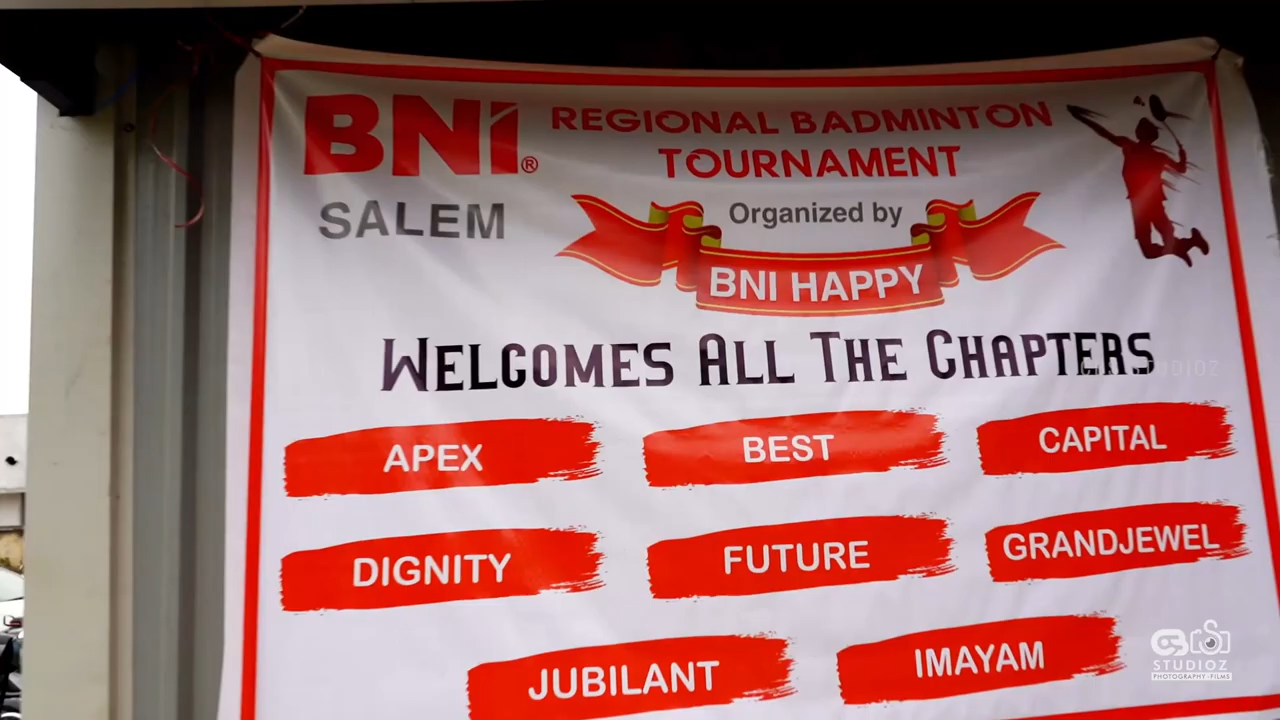 BNI®
SALEM
REGIONAL BADMINTON
TOURNAMENT
Organized by
BNI HAPPY
WELCOMES ALL THE CHAPTERS
APEX
BEST
CAPITAL
DIGNITY
FUTURE
GRANDJEWEL
JUBILANT
IMAYAM
STUDIOZ
PHOTOGRAPHY-FILMS